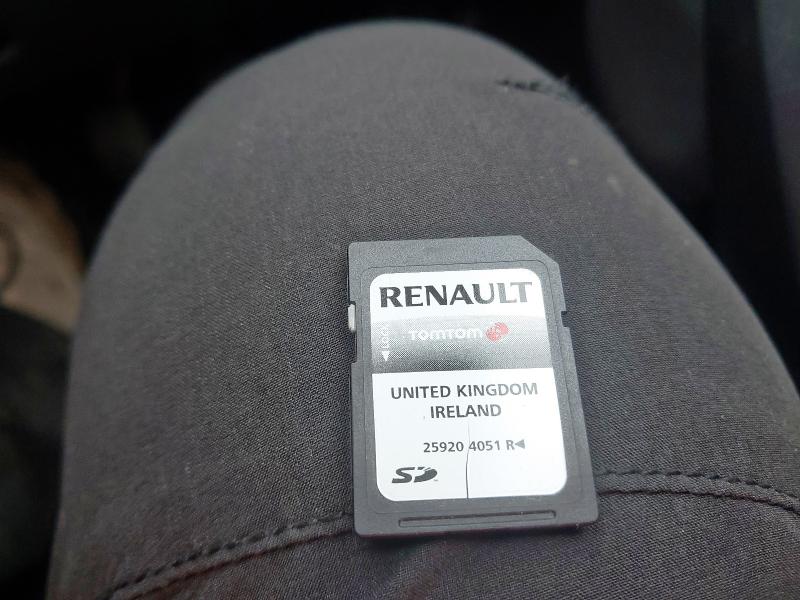 RENAULT
◀LOCK
TOMTOM
UNITED KINGDOM
IRELAND
25920 4051 R◀
SD